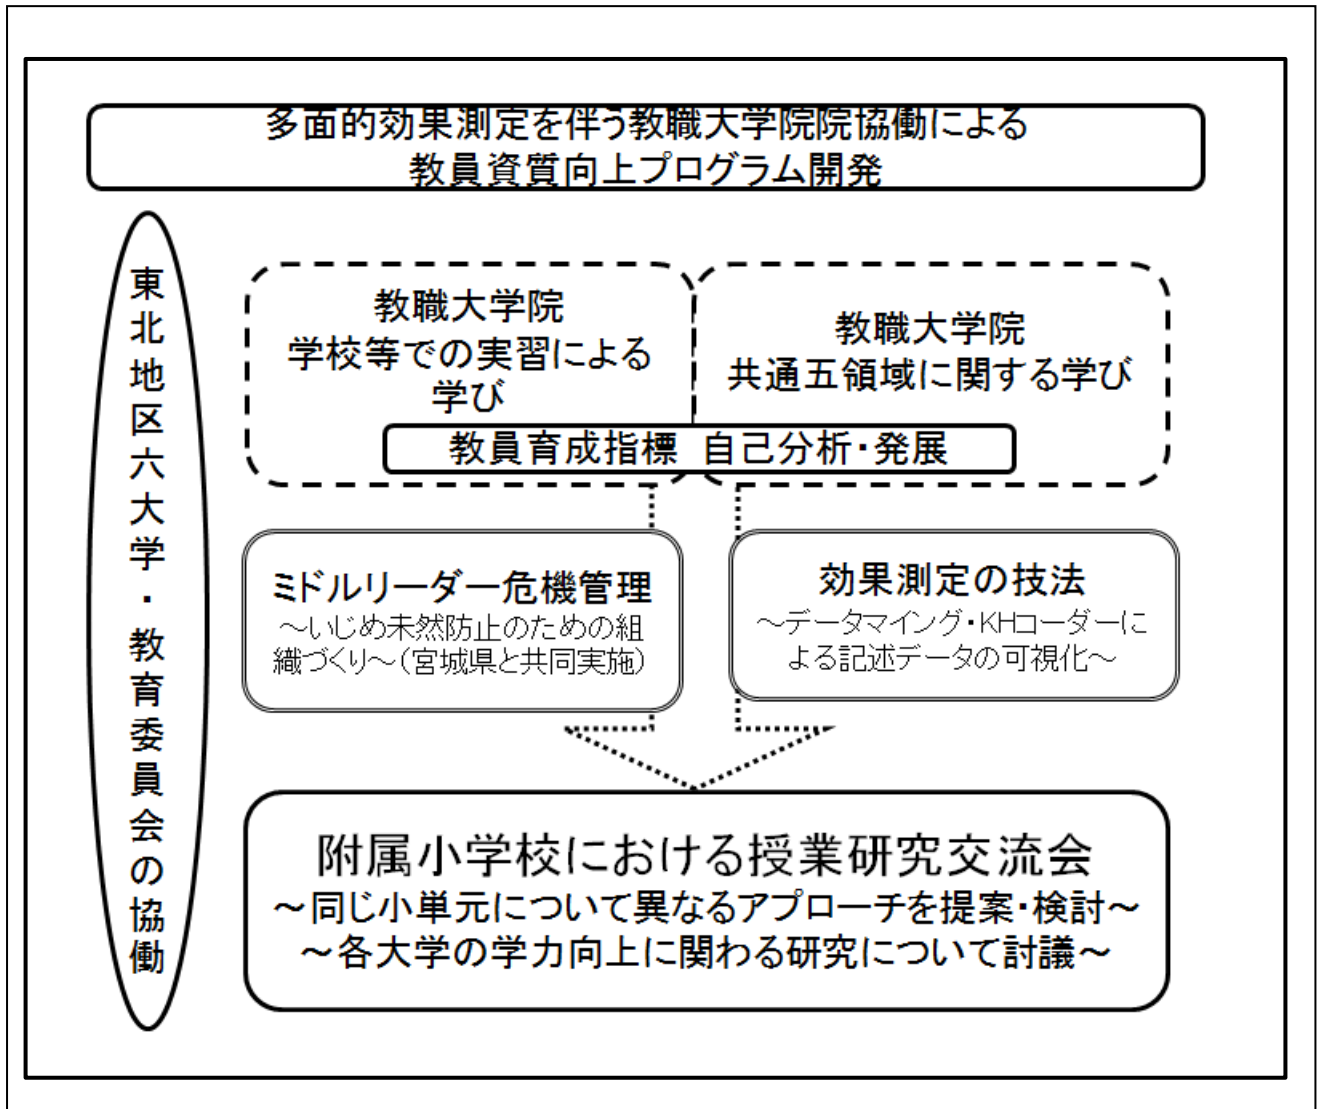 多面的効果測定を伴う教職大学院院協働による
教員資質向上プログラム開発
東北地区六大学・教育委員会の協働
教職大学院
学校等での実習による
学び
教職大学院
共通五領域に関する学び
教員育成指標 自己分析・発展
ミドルリーダー危機管理
～いじめ未然防止のための組
織づくり～(宮城県と共同実施)
効果測定の技法
～データマイング・KHコーダーに
よる記述データの可視化～
附属小学校における授業研究交流会
～同じ小単元について異なるアプローチを提案・検討～
～各大学の学力向上に関わる研究について討議～